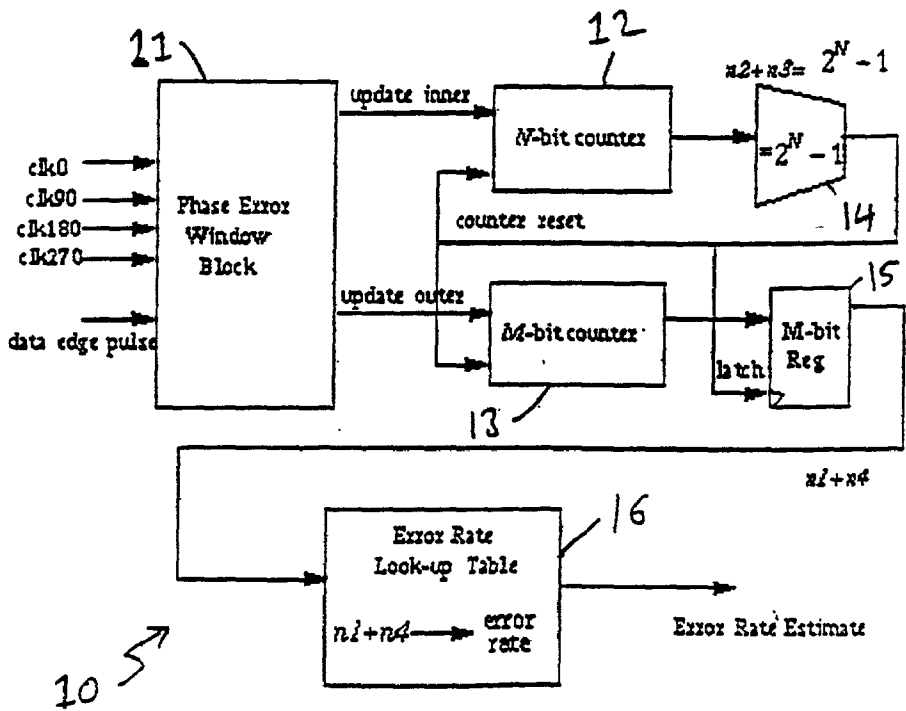 21
12
n2+n3= 2^N - 1
update inner
N-bit counter
=2^N - 1
clk0
clk90
clk180
clk270
Phase Error
Window
Block
14
counter reset
15
update outer
M-bit counter
M-bit
Reg
data edge pulse
latch
13
n1+n4
16
Error Rate
Look-up Table
n1+n4
error
rate
Error Rate Estimate
10